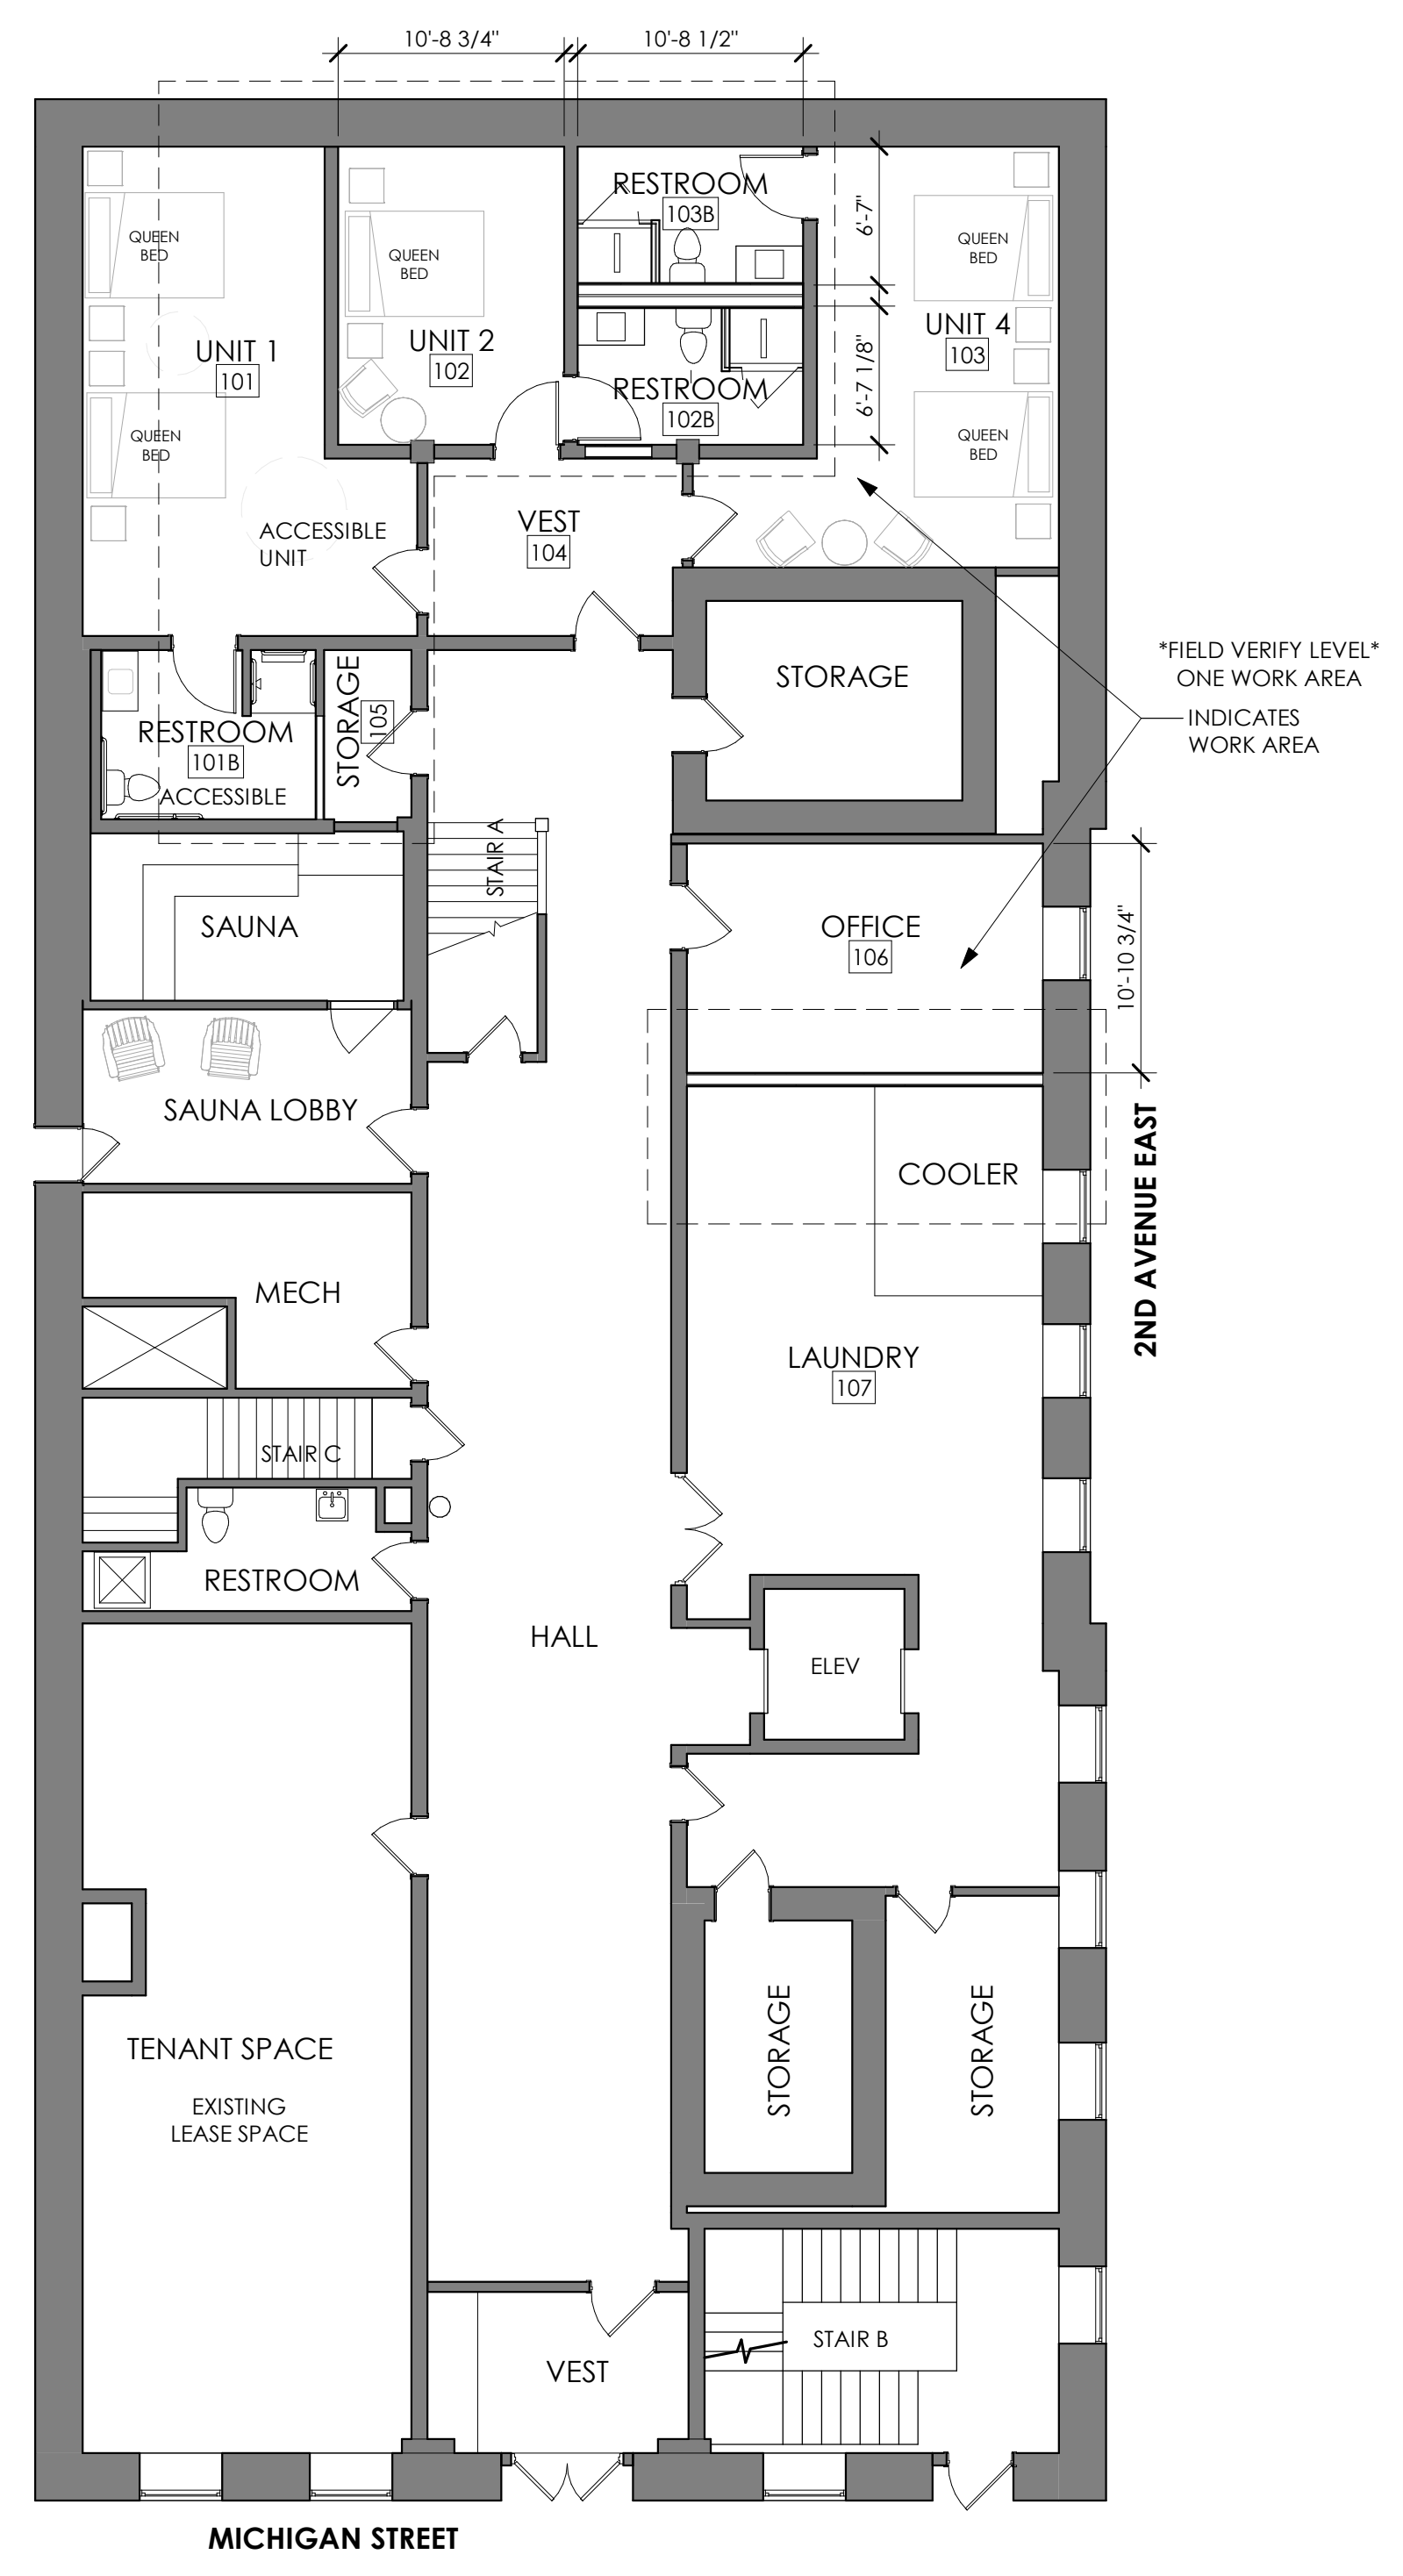 10'-8 3/4"
10'-8 1/2"
RESTROOM
103B
6'-7"
QUEEN
BED
QUEEN
BED
QUEEN
BED
UNIT 1
101
UNIT 2
102
UNIT 4
103
6'-7 1/8"
RESTROOM
102B
QUEEN
BED
QUEEN
BED
ACCESSIBLE
UNIT
VEST
104
*FIELD VERIFY LEVEL*
ONE WORK AREA
INDICATES
WORK AREA
STORAGE
105
STORAGE
RESTROOM
101B
ACCESSIBLE
STAIR A
SAUNA
OFFICE
106
10'-10 3/4"
SAUNA LOBBY
COOLER
2ND AVENUE EAST
MECH
LAUNDRY
107
STAIR C
RESTROOM
HALL
ELEV
TENANT SPACE
EXISTING
LEASE SPACE
STORAGE
STORAGE
STAIR B
VEST
MICHIGAN STREET